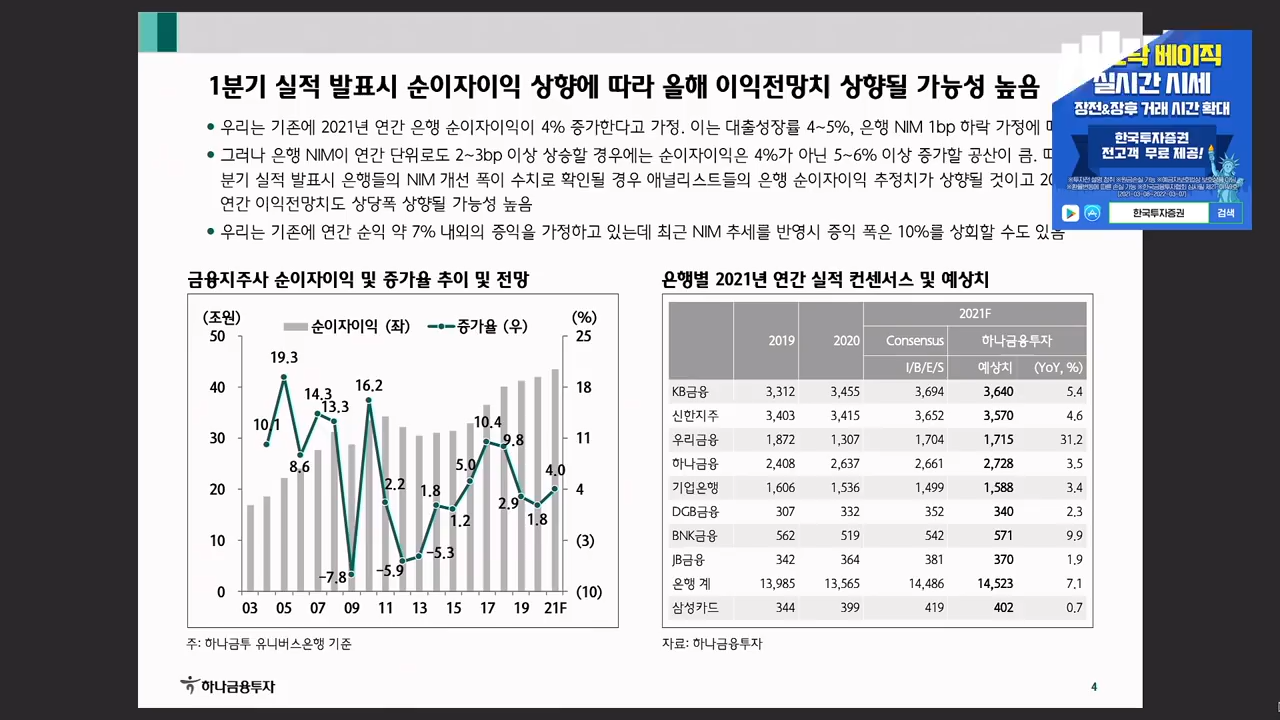 1분기 실적 발표시 순이자이익 상향에 따라 올해 이익전망치 상향될 가능성 높음
• 우리는 기존에 2021년 연간 은행 순이자이익이 4% 증가한다고 가정. 이는 대출성장률 4~5%, 은행 NIM 1bp 하락 가정에
• 그러나 은행 NIM이 연간 단위로도 2~3bp 이상 상승할 경우에는 순이자이익은 4%가 아닌 5~6% 이상 증가할 공산이 큼.
분기 실적 발표시 은행들의 NIM 개선 폭이 수치로 확인될 경우 애널리스트들의 은행 순이자이익 추정치가 상향될 것이고
연간 이익전망치도 상당폭 상향될 가능성 높음
• 우리는 기존에 연간 순익 약 7% 내외의 증익을 가정하고 있는데 최근 NIM 추세를 반영시 증익 폭은 10%를 상회할 수도 있음
베이직
실시간 시세
장전&장후 거래 시간 확대
한국투자증권
전고객 무료 제공!
한국투자증권 검색
금융지주사 순이자이익 및 증가율 추이 및 전망
(조원) 순이자이익 (좌) 증가율 (우) (%)
50 40 30 20 10 0
10.1 19.3 8.6 14.3 13.3 -7.8 16.2 2.2 -5.9 -5.3 1.8 1.2 5.0 10.4 9.8 2.9 1.8 4.0
25 18 11 4 (3) (10)
03 05 07 09 11 13 15 17 19 21F
주: 하나금투 유니버스은행 기준
은행별 2021년 연간 실적 컨센서스 및 예상치
2021F
2019 2020 Consensus 하나금융투자
I/B/E/S 예상치 (YoY, %)
KB금융 3,312 3,455 3,694 3,640 5.4
신한지주 3,403 3,415 3,652 3,570 4.6
우리금융 1,872 1,307 1,704 1,715 31.2
하나금융 2,408 2,637 2,661 2,728 3.5
기업은행 1,606 1,536 1,499 1,588 3.4
DGB금융 307 332 352 340 2.3
BNK금융 562 519 542 571 9.9
JB금융 342 364 381 370 1.9
은행 계 13,985 13,565 14,486 14,523 7.1
삼성카드 344 399 419 402 0.7
자료: 하나금융투자
하나금융투자
4